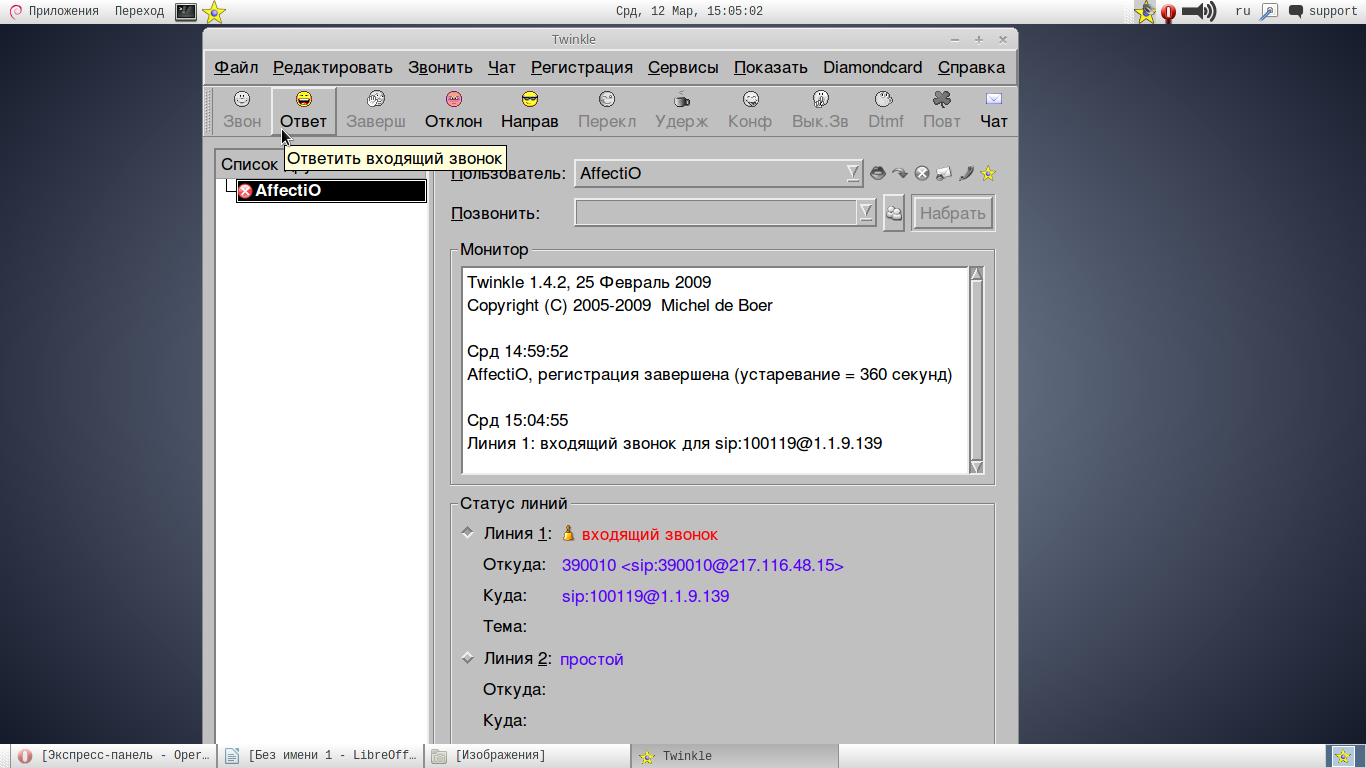 Приложения Переход Срд, 12 Мар, 15:05:02 ru support
Twinkle
Файл Редактировать Звонить Чат Регистрация Сервисы Показать Diamondcard Справка
Звон Ответ Заверш Отклон Направ Перекл Удерж Конф Вык.Зв Dtmf Повт Чат
Ответить входящий звонок
Список
AffectiO
Пользователь: AffectiO
Позвонить: Набрать
Монитор
Twinkle 1.4.2, 25 Февраль 2009
Copyright (C) 2005-2009 Michel de Boer
Срд 14:59:52
AffectiO, регистрация завершена (устаревание = 360 секунд)
Срд 15:04:55
Линия 1: входящий звонок для sip:100119@1.1.9.139
Статус линий
Линия 1: входящий звонок
Откуда: 390010 <sip:390010@217.116.48.15>
Куда: sip:100119@1.1.9.139
Тема:
Линия 2: простой
Откуда:
Куда:
[Экспресс-панель - Oper... [Без имени 1 - LibreOff... [Изображения] Twinkle